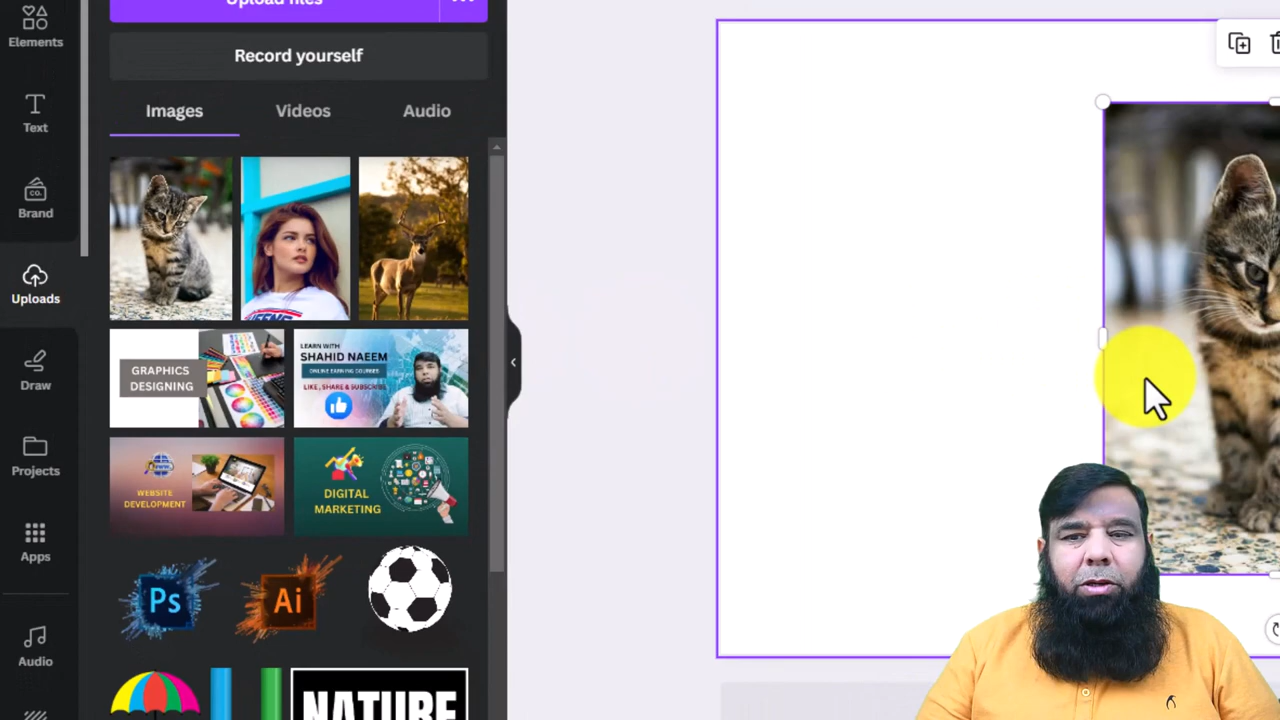 Upload files
Elements
Record yourself
Text
Images
Videos
Audio
Brand
CO.
Uploads
GRAPHICS
DESIGNING
LEARN WITH
SHAHID NAEEM
ONLINE EARNING COURSES
LIKE , SHARE & SUBSCRIBE
Draw
Projects
WEBSITE
DEVELOPMENT
DIGITAL
MARKETING
Apps
Ps
Ai
Audio
NATURE